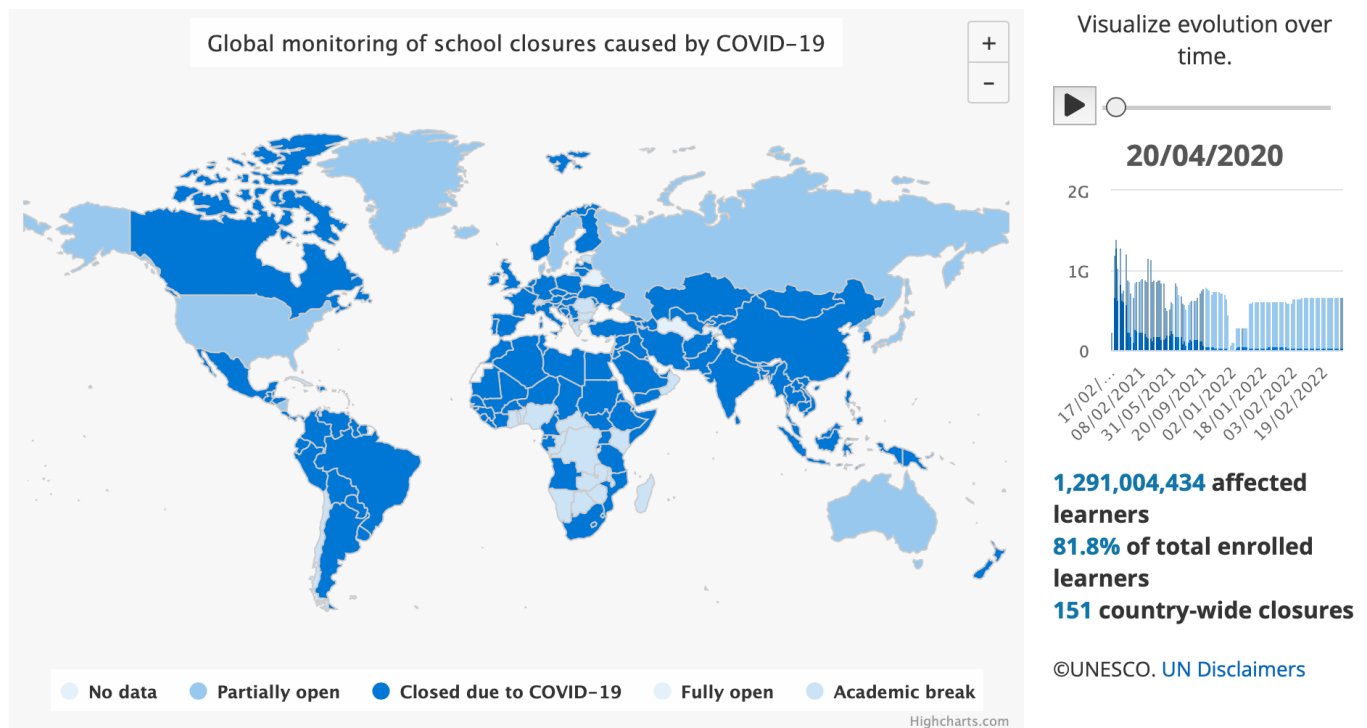 Global monitoring of school closures caused by COVID-19
+
−
No data
Partially open
Closed due to COVID-19
Fully open
Academic break
Highcharts.com
Visualize evolution over
time.
20/04/2020
2G
1G
0
17/02/…
08/02/2021
31/05/2021
20/09/2021
02/01/2022
18/01/2022
03/02/2022
19/02/2022
1,291,004,434 affected
learners
81.8% of total enrolled
learners
151 country-wide closures
©UNESCO. UN Disclaimers